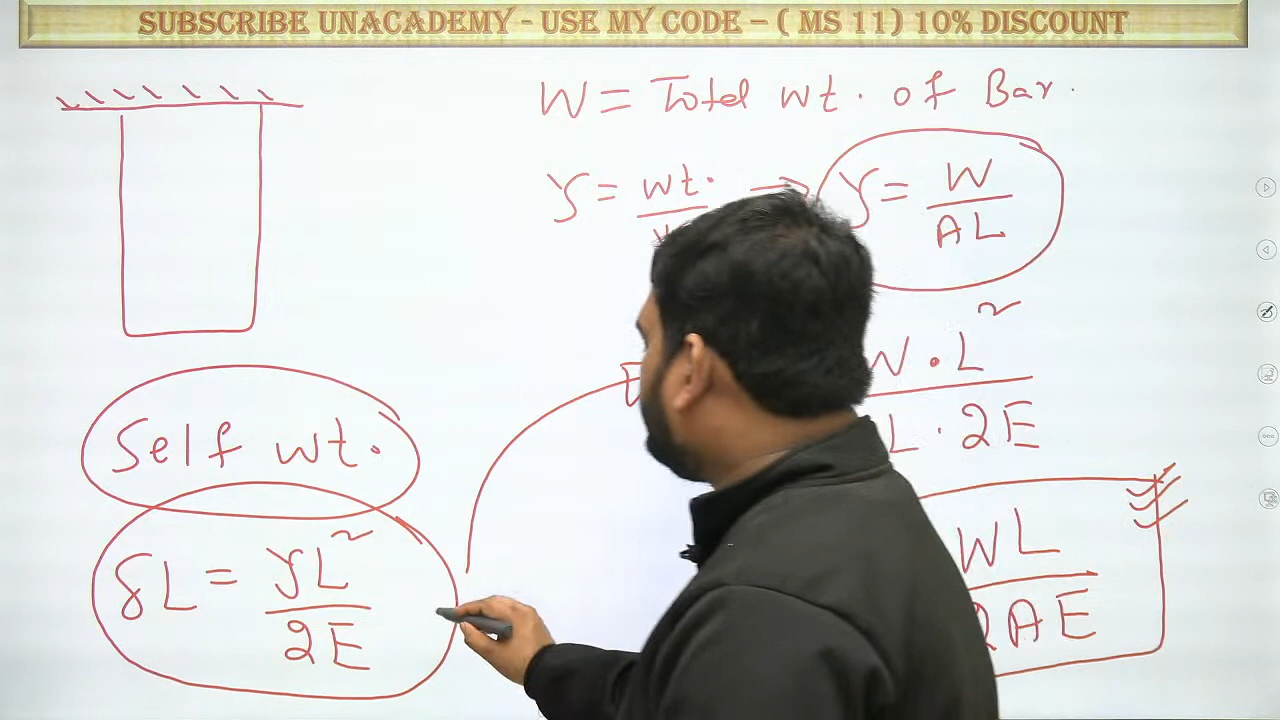 SUBSCRIBE UNACADEMY - USE MY CODE – ( MS 11) 10% DISCOUNT
W = Total wt. of Bar.
γ = wt. → γ = W / AL
W . L²
L . 2E
Self wt.
δL = γL² / 2E
WL
2AE